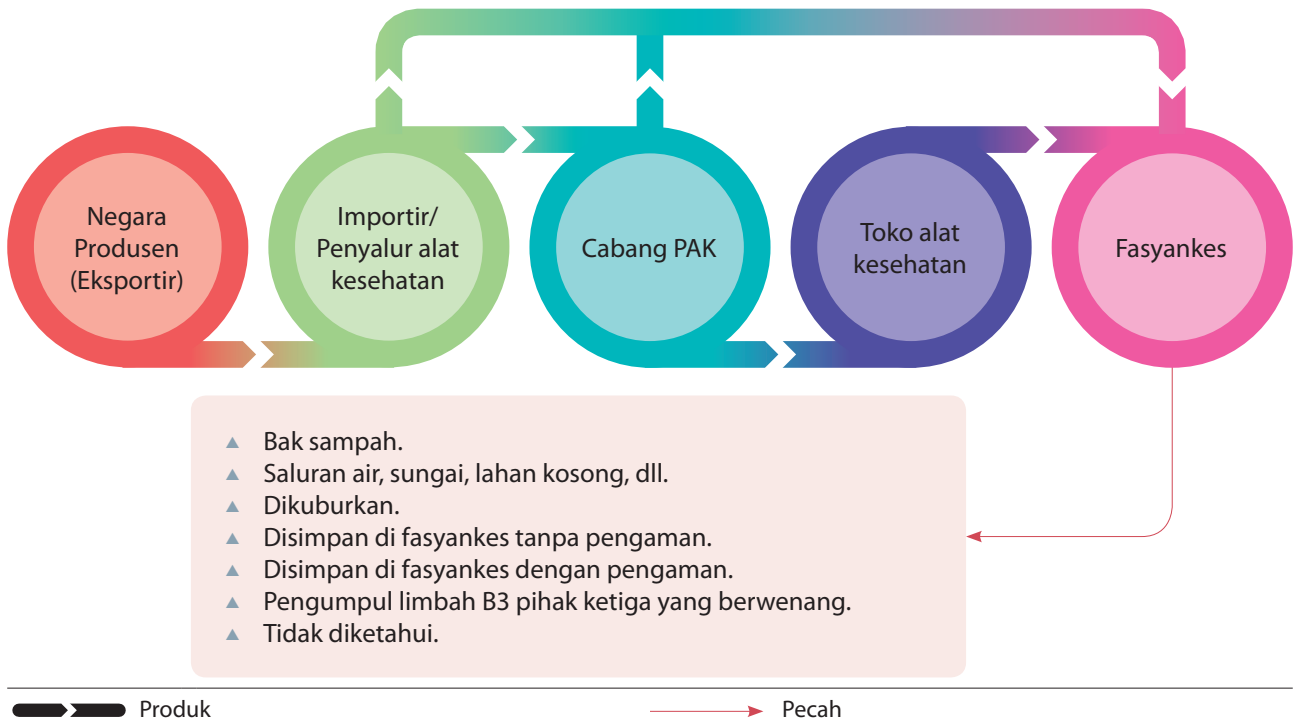 Negara
Produsen
(Eksportir)
Importir/
Penyalur alat
kesehatan
Cabang PAK
Toko alat
kesehatan
Fasyankes
Bak sampah.
Saluran air, sungai, lahan kosong, dll.
Dikuburkan.
Disimpan di fasyankes tanpa pengaman.
Disimpan di fasyankes dengan pengaman.
Pengumpul limbah B3 pihak ketiga yang berwenang.
Tidak diketahui.
Produk
Pecah